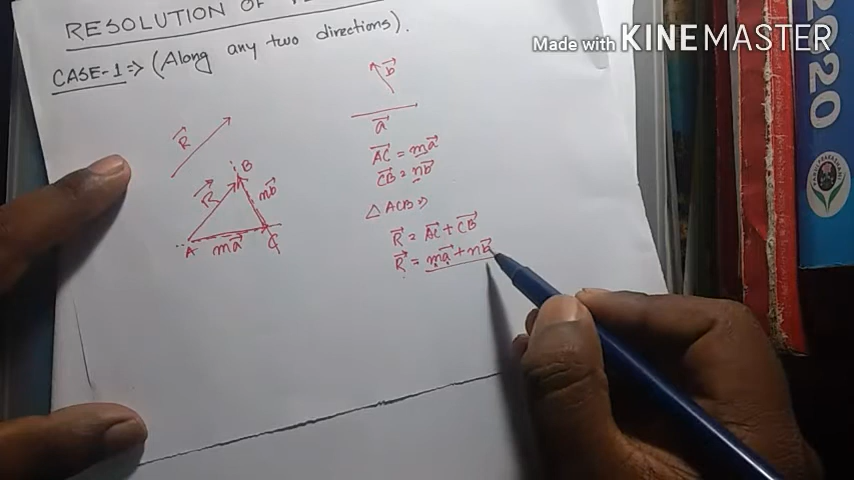 Made with KINEMASTER
RESOLUTION OF
CASE-1 ⇒ (Along any two directions).
2020
b⃗
a⃗
R⃗
AC⃗ = ma⃗
CB⃗ = nb⃗
B
R⃗
nb⃗
△ ACB ⇒
A
ma⃗
C
R⃗ = AC⃗ + CB⃗
R⃗ = ma⃗ + nb⃗